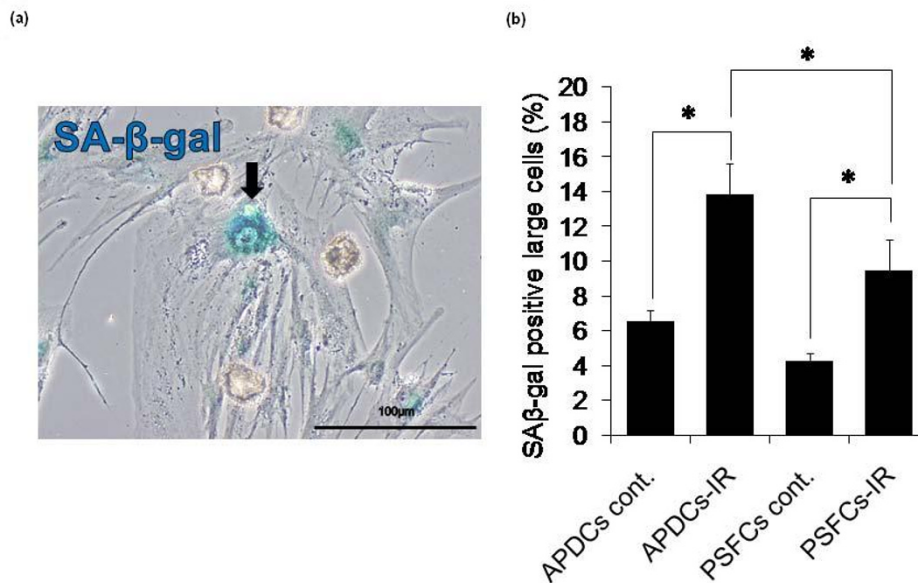 (a)
SA-β-gal
100µm
(b)
SAβ-gal positive large cells (%)
20
18
16
14
12
10
8
6
4
2
0
*
*
*
APDCs cont.
APDCs-IR
PSFCs cont.
PSFCs-IR